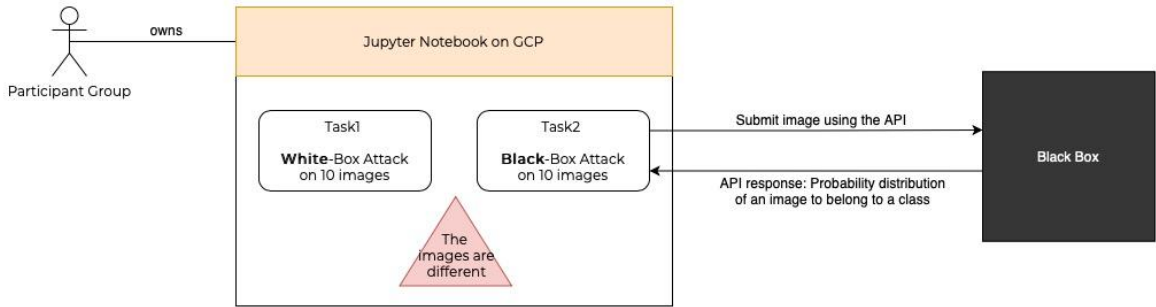 owns
Jupyter Notebook on GCP
Participant Group
Task1
White-Box Attack
on 10 images
Task2
Black-Box Attack
on 10 images
Submit image using the API
Black Box
API response: Probability distribution
of an image to belong to a class
The
images are
different